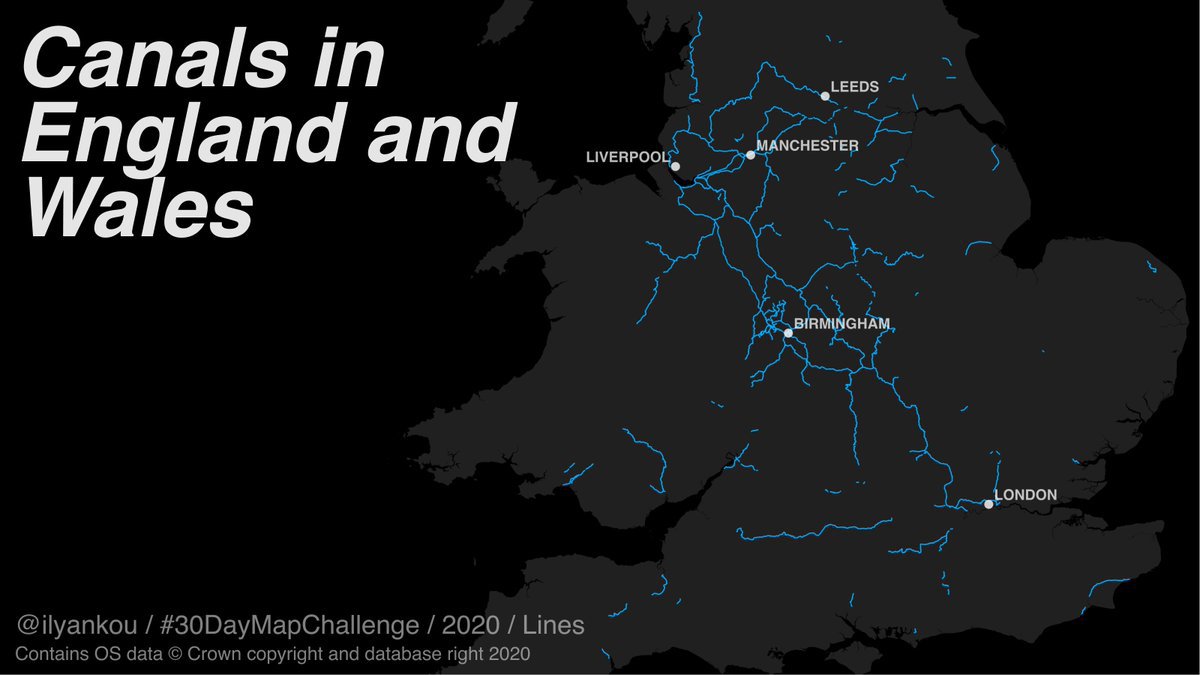 Canals in
England and
Wales
LEEDS
MANCHESTER
LIVERPOOL
BIRMINGHAM
LONDON
@ilyankou / #30DayMapChallenge / 2020 / Lines
Contains OS data © Crown copyright and database right 2020